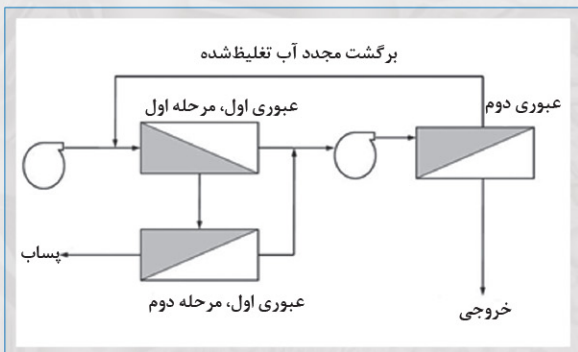 برگشت مجدد آب تغلیظ‌شده
عبوری دوم
عبوری اول، مرحله اول
پساب
عبوری اول، مرحله دوم
خروجی